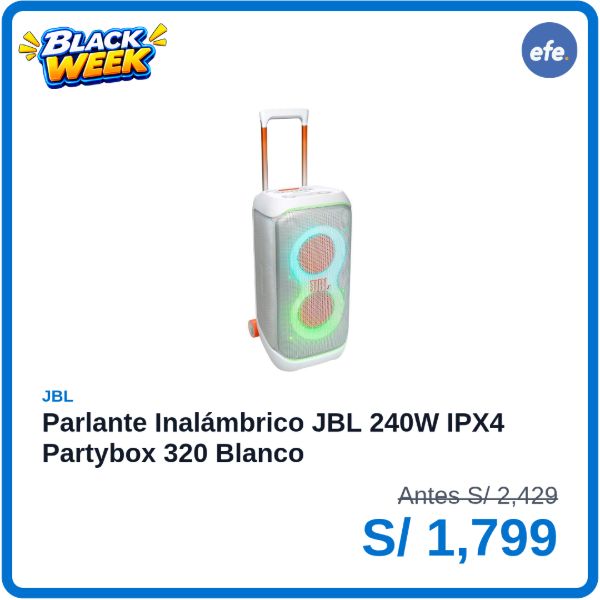 BLACK
WEEK
efe.
JBL
Parlante Inalámbrico JBL 240W IPX4
Partybox 320 Blanco
Antes S/ 2,429
S/ 1,799